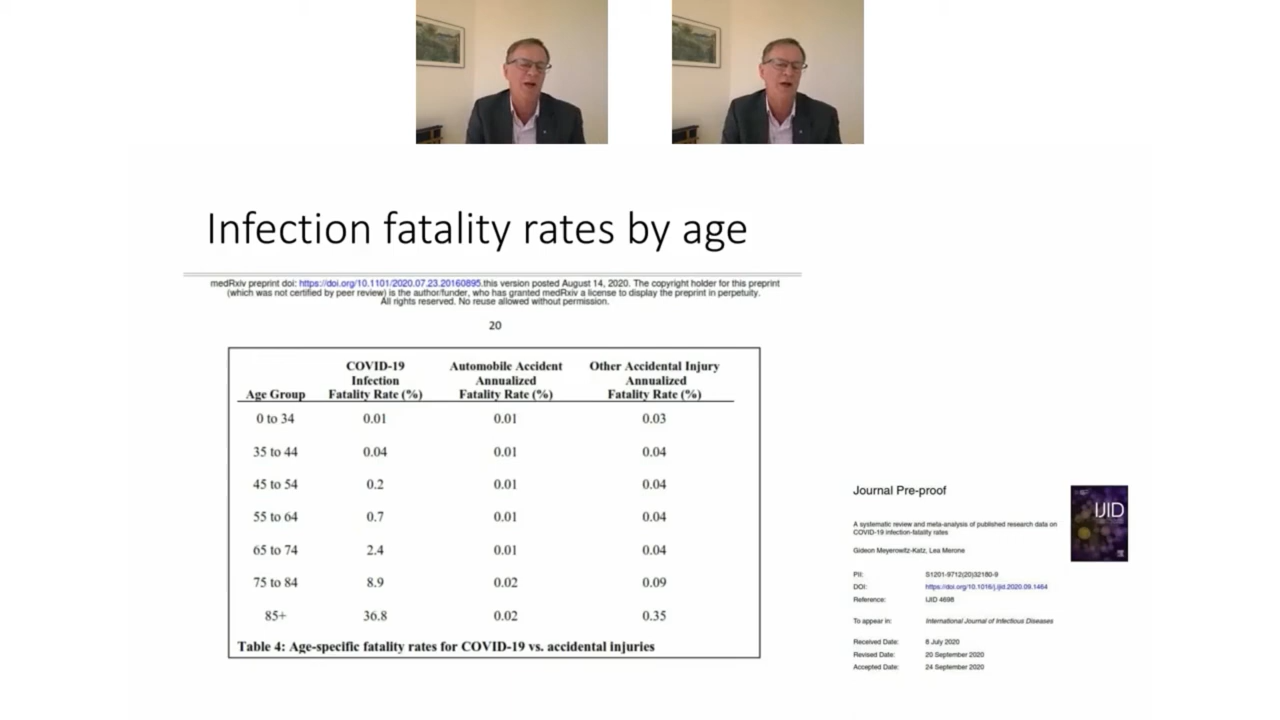 Infection fatality rates by age
medRxiv preprint doi: https://doi.org/10.1101/2020.07.23.20160895.this version posted August 14, 2020. The copyright holder for this preprint
(which was not certified by peer review) is the author/funder, who has granted medRxiv a license to display the preprint in perpetuity.
All rights reserved. No reuse allowed without permission.
20
Age Group COVID-19 Infection Fatality Rate (%) Automobile Accident Annualized Fatality Rate (%) Other Accidental Injury Annualized Fatality Rate (%)
0 to 34 0.01 0.01 0.03
35 to 44 0.04 0.01 0.04
45 to 54 0.2 0.01 0.04
55 to 64 0.7 0.01 0.04
65 to 74 2.4 0.01 0.04
75 to 84 8.9 0.02 0.09
85+ 36.8 0.02 0.35
Table 4: Age-specific fatality rates for COVID-19 vs. accidental injuries
Journal Pre-proof
IJID
A systematic review and meta-analysis of published research data on
COVID-19 infection-fatality rates
Gideon Meyerowitz-Katz, Lea Merone
PII: S1201-9712(20)32180-9
DOI: https://doi.org/10.1016/j.ijid.2020.09.1464
Reference: IJID 4698
To appear in: International Journal of Infectious Diseases
Received Date: 6 July 2020
Revised Date: 20 September 2020
Accepted Date: 24 September 2020